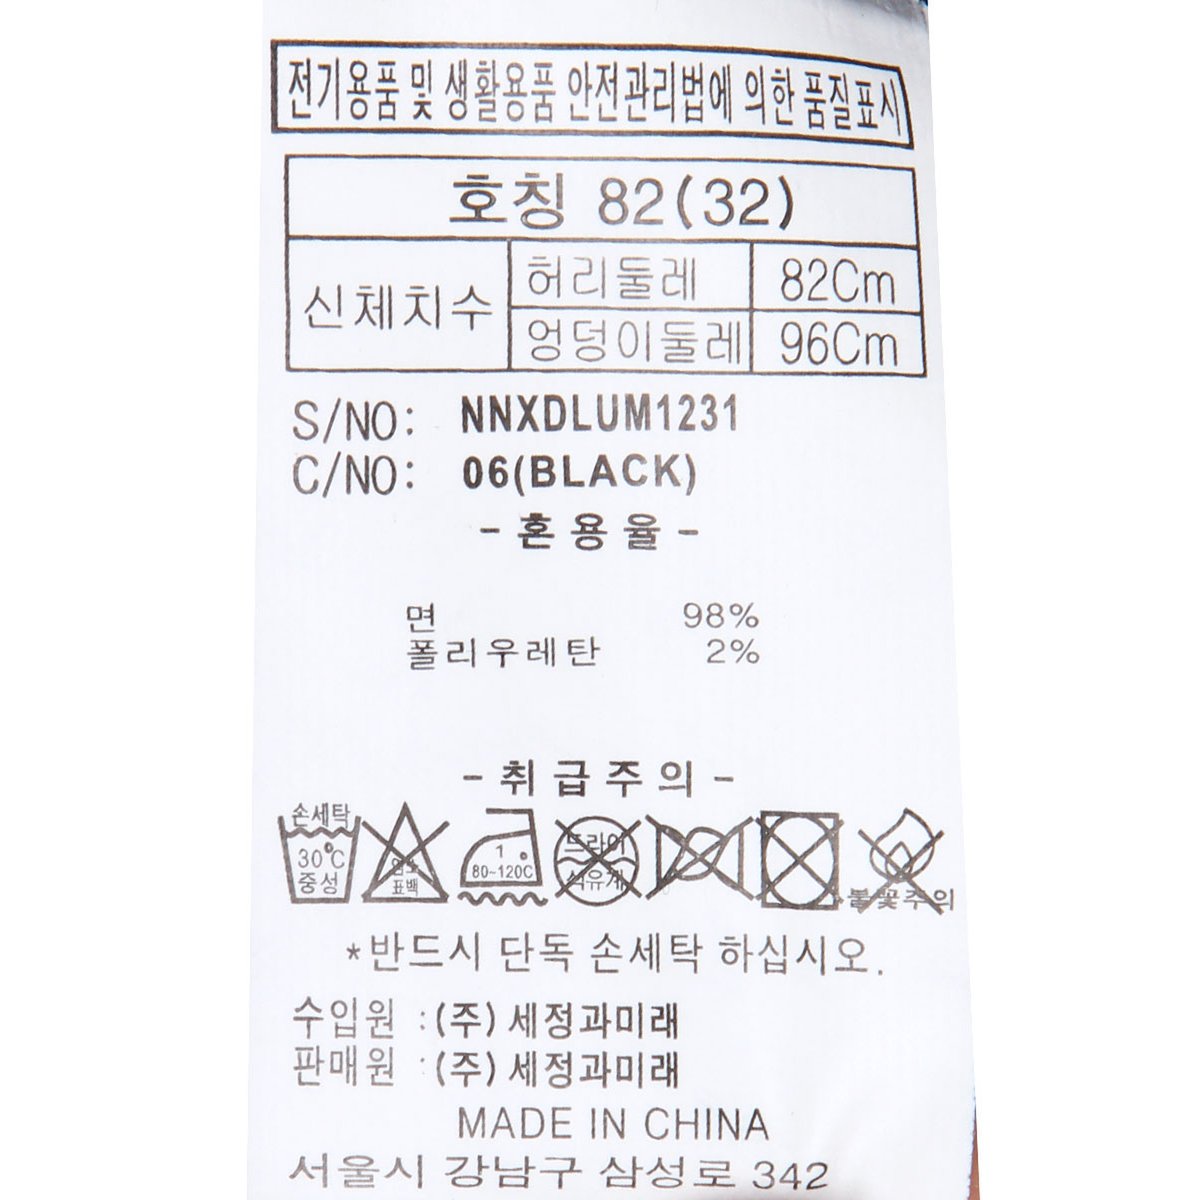 전기용품 및 생활용품 안전관리법에 의한 품질표시
호칭 82(32)
신체치수 허리둘레 82Cm
엉덩이둘레 96Cm
S/NO: NNXDLUM1231
C/NO: 06(BLACK)
- 혼용율 -
면 98%
폴리우레탄 2%
- 취급주의 -
손세탁 30°C 중성
염소 표백
1 80~120C
드라이 석유계
불꽃주의
*반드시 단독 손세탁 하십시오.
수입원 :(주)세정과미래
판매원 :(주)세정과미래
MADE IN CHINA
서울시 강남구 삼성로 342